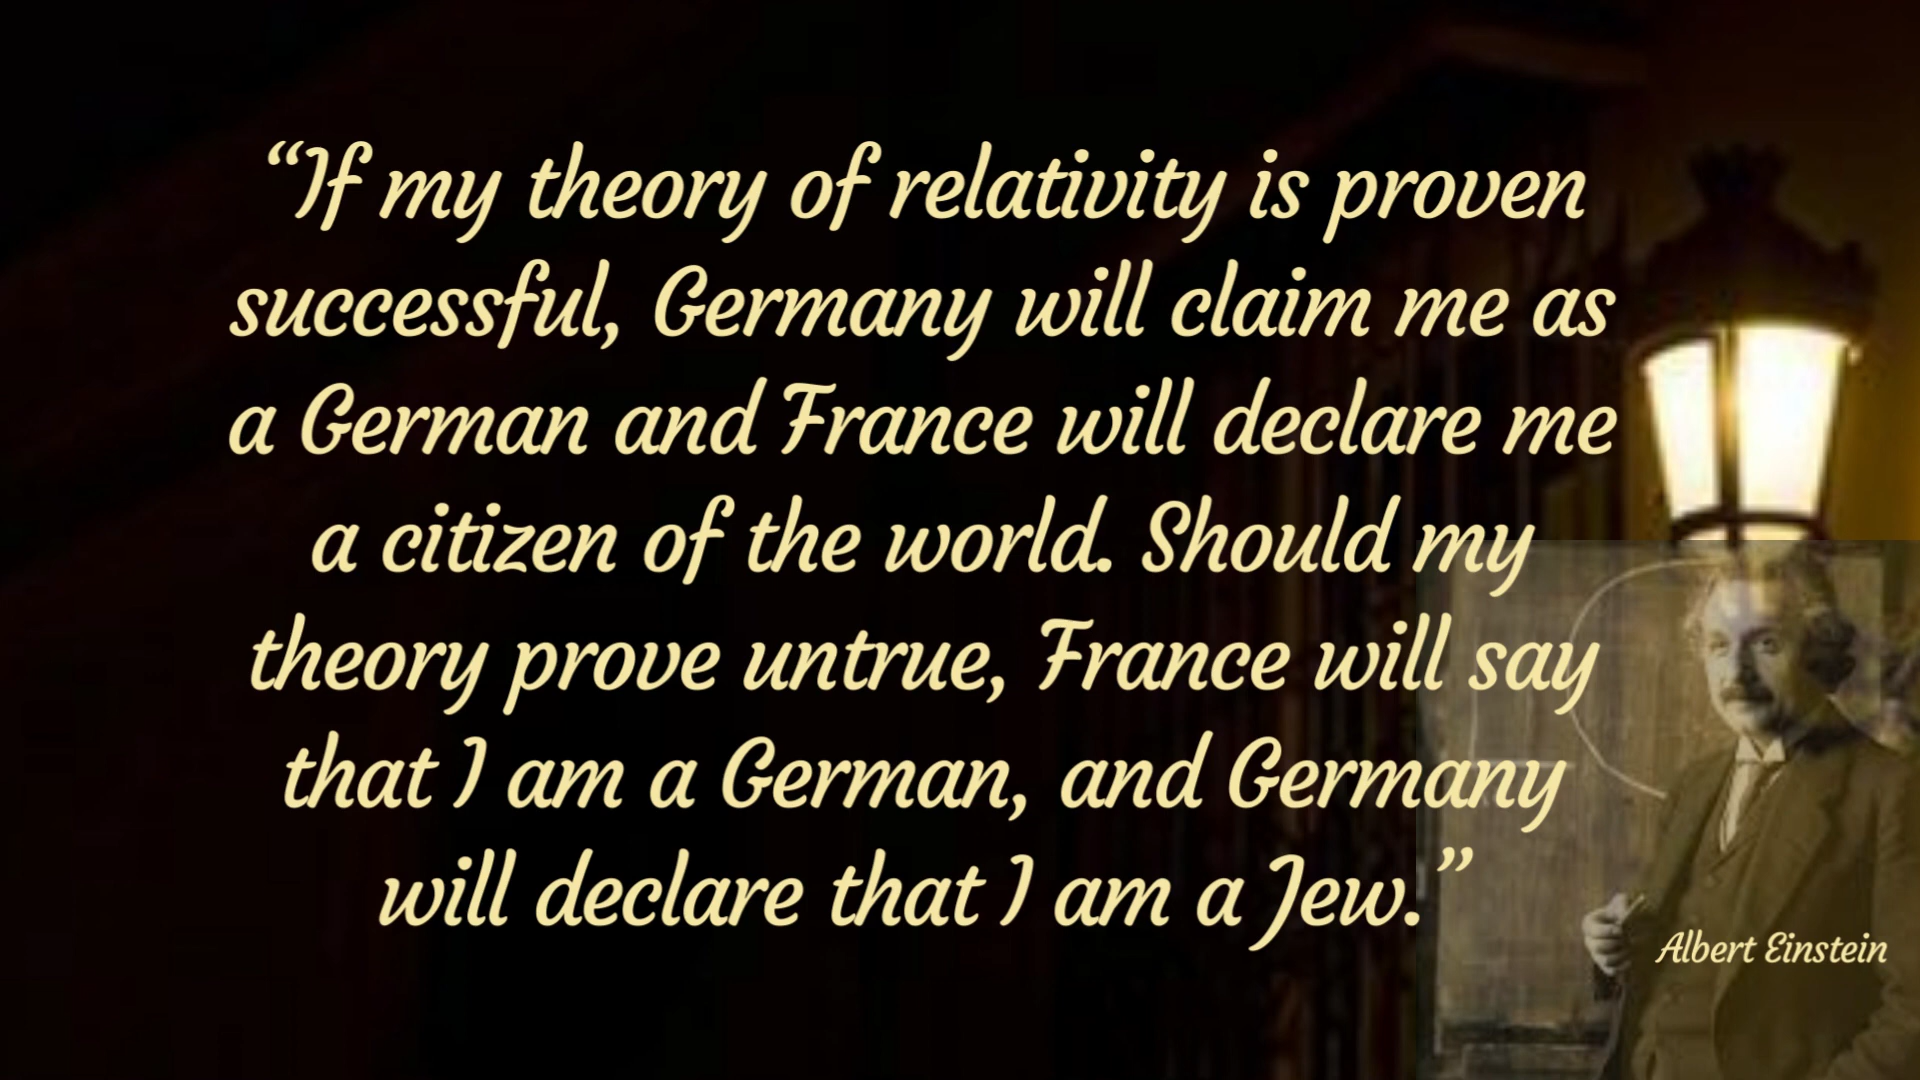 “If my theory of relativity is proven
successful, Germany will claim me as
a German and France will declare me
a citizen of the world. Should my
theory prove untrue, France will say
that I am a German, and Germany
will declare that I am a Jew.”
Albert Einstein